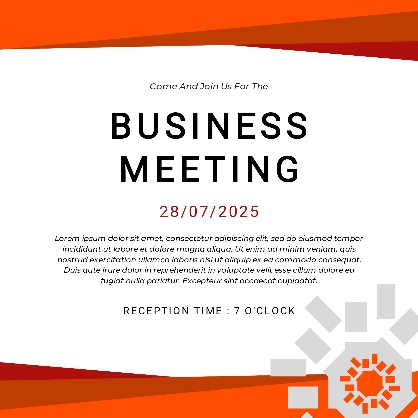 Come And Join Us For The
BUSINESS
MEETING
28/07/2025
Lorem ipsum dolor sit amet, consectetur adipiscing elit, sed do eiusmod tempor
incididunt ut labore et dolore magna aliqua. Ut enim ad minim veniam, quis
nostrud exercitation ullamco laboris nisi ut aliquip ex ea commodo consequat.
Duis aute irure dolor in reprehenderit in voluptate velit esse cillum dolore eu
fugiat nulla pariatur. Excepteur sint occaecat cupidatat.
RECEPTION TIME : 7 O'CLOCK